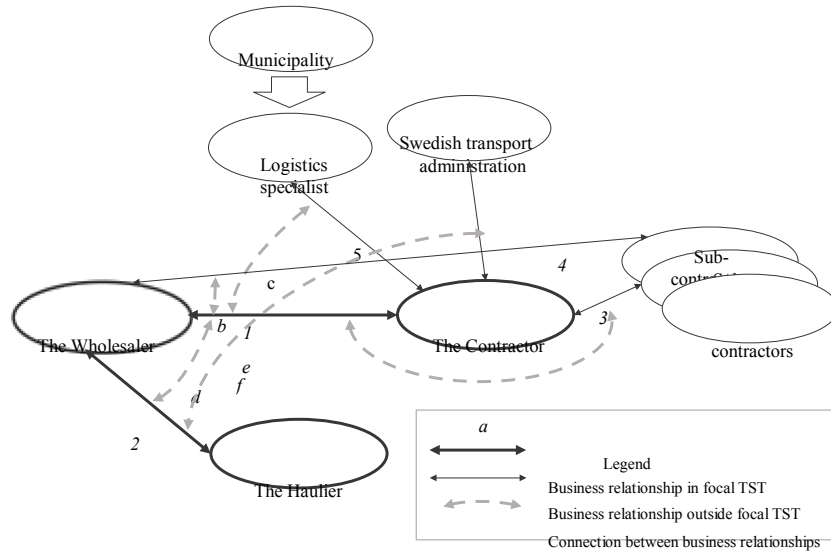 Municipality
Logistics
specialist
Swedish transport
administration
Sub-
contractors
5
4
c
The Wholesaler
b
1
The Contractor
3
e
f
d
2
The Haulier
a
Legend
Business relationship in focal TST
Business relationship outside focal TST
Connection between business relationships